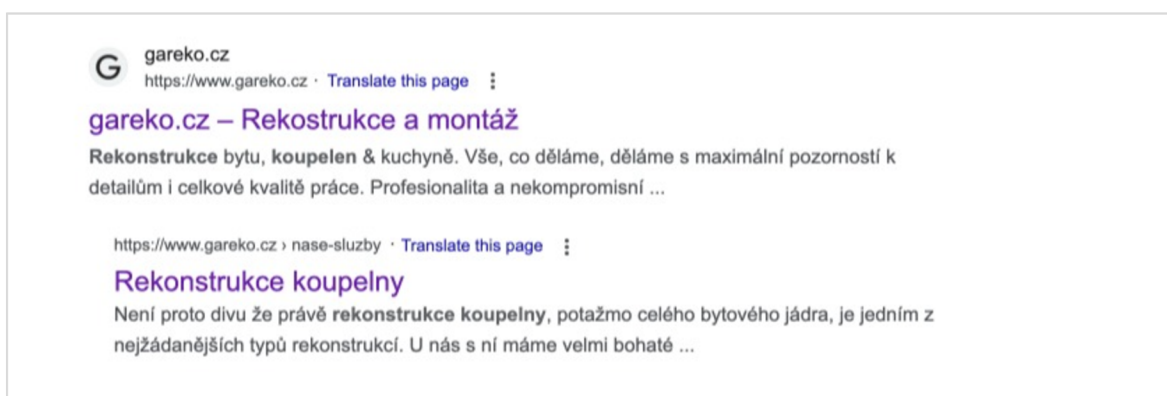 G
gareko.cz
https://www.gareko.cz · Translate this page
gareko.cz – Rekostrukce a montáž
Rekonstrukce bytu, koupelen & kuchyně. Vše, co děláme, děláme s maximální pozorností k
detailům i celkové kvalitě práce. Profesionalita a nekompromisní ...
https://www.gareko.cz › nase-sluzby · Translate this page
Rekonstrukce koupelny
Není proto divu že právě rekonstrukce koupelny, potažmo celého bytového jádra, je jedním z
nejžádanějších typů rekonstrukcí. U nás s ní máme velmi bohaté ...